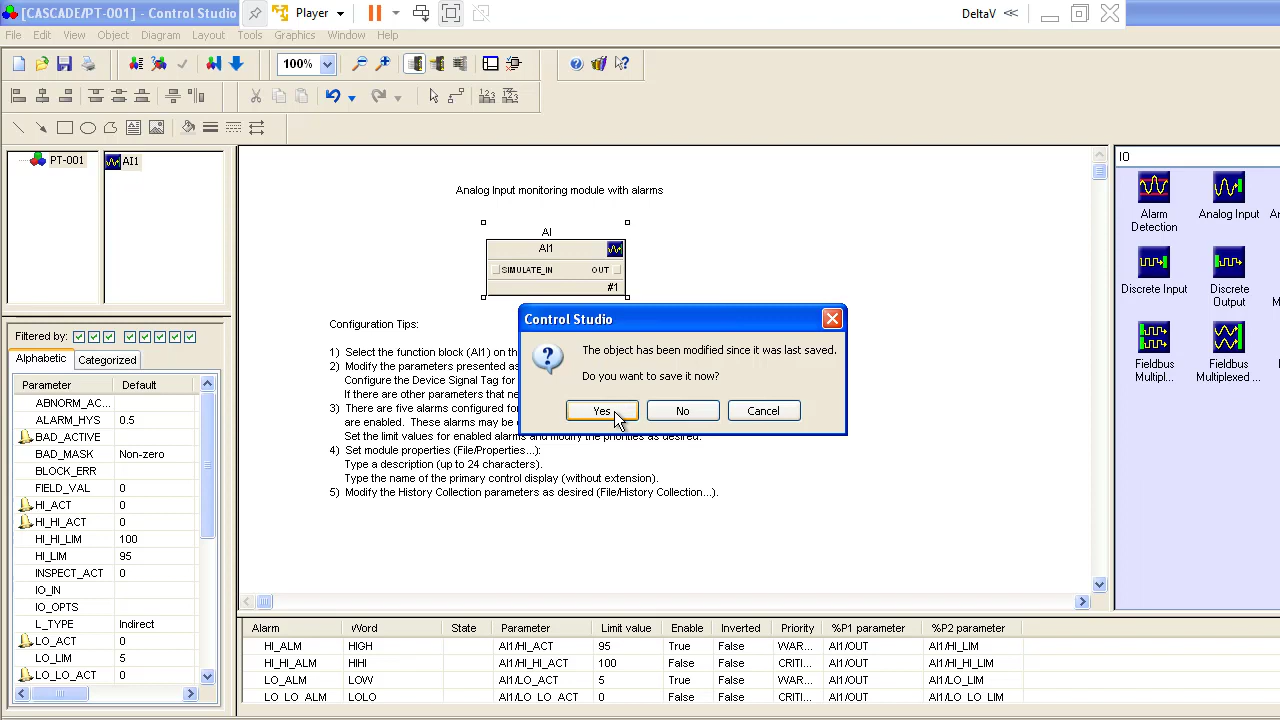 [CASCADE/PT-001] - Control Studio
Player
DeltaV
File Edit View Object Diagram Layout Tools Graphics Window Help
100%
PT-001
AI1
IO
Analog Input monitoring module with alarms
AI
AI1
SIMULATE_IN OUT
#1
Alarm Detection
Analog Input
Discrete Input
Discrete Output
Fieldbus Multipl...
Fieldbus Multiplexed ...
Configuration Tips:
1) Select the function block (AI1) on th
2) Modify the parameters presented as
Configure the Device Signal Tag for
If there are other parameters that ne
3) There are five alarms configured for
are enabled. These alarms may be
Set the limit values for enabled alarms and modify the priorities as desired.
4) Set module properties (File/Properties...):
Type a description (up to 24 characters).
Type the name of the primary control display (without extension).
5) Modify the History Collection parameters as desired (File/History Collection...).
Control Studio
The object has been modified since it was last saved.
Do you want to save it now?
Yes No Cancel
Filtered by:
Alphabetic Categorized
Parameter Default
ABNORM_AC...
ALARM_HYS 0.5
BAD_ACTIVE
BAD_MASK Non-zero
BLOCK_ERR
FIELD_VAL 0
HI_ACT 0
HI_HI_ACT 0
HI_HI_LIM 100
HI_LIM 95
INSPECT_ACT 0
IO_IN
IO_OPTS
L_TYPE Indirect
LO_ACT 0
LO_LIM 5
LO_LO_ACT 0
Alarm Word State Parameter Limit value Enable Inverted Priority %P1 parameter %P2 parameter
HI_ALM HIGH AI1/HI_ACT 95 True False WAR... AI1/OUT AI1/HI_LIM
HI_HI_ALM HIHI AI1/HI_HI_ACT 100 False False CRITI... AI1/OUT AI1/HI_HI_LIM
LO_ALM LOW AI1/LO_ACT 5 True False WAR... AI1/OUT AI1/LO_LIM
LO_LO_ALM LOLO AI1/LO_LO_ACT 0 False False CRITI... AI1/OUT AI1/LO_LO_LIM